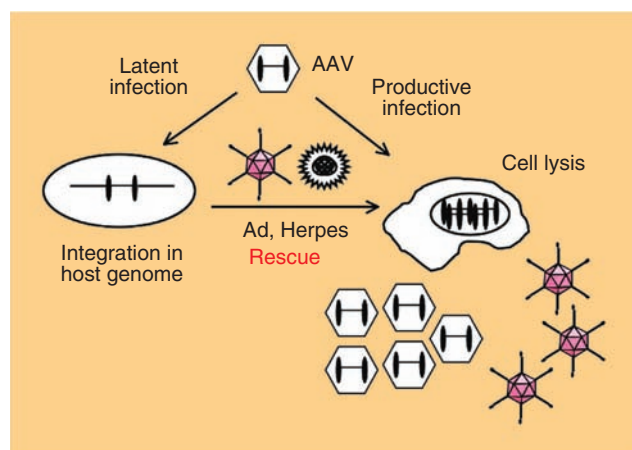 AAV
Latent
infection
Productive
infection
Cell lysis
Ad, Herpes
Rescue
Integration in
host genome